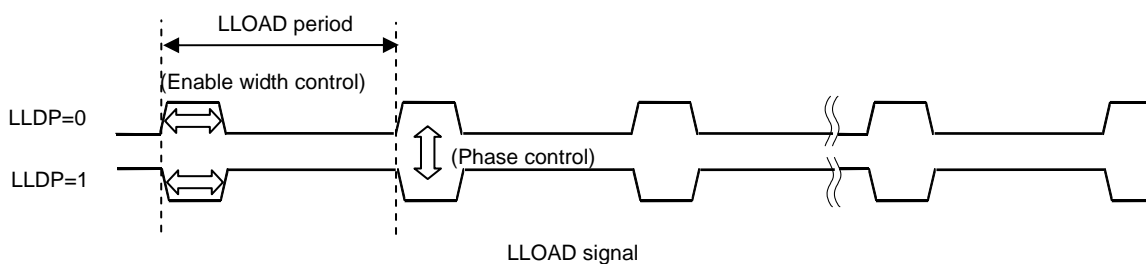 LLOAD period
(Enable width control)
LLDP=0
(Phase control)
LLDP=1
LLOAD signal